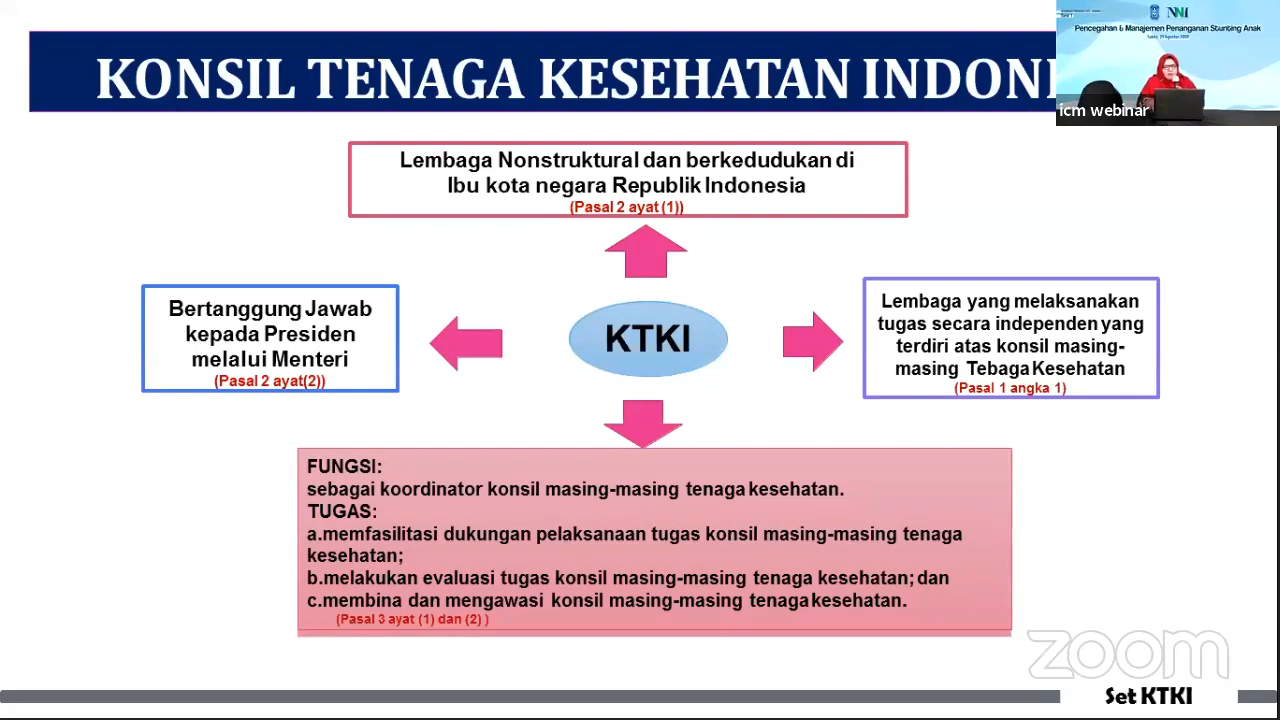 KONSIL TENAGA KESEHATAN INDON
NNI
Pencegahan & Manajemen Penanganan Stunting Anak
icm webinar
Lembaga Nonstruktural dan berkedudukan di
Ibu kota negara Republik Indonesia
(Pasal 2 ayat (1))
Bertanggung Jawab
kepada Presiden
melalui Menteri
(Pasal 2 ayat(2))
KTKI
Lembaga yang melaksanakan
tugas secara independen yang
terdiri atas konsil masing-
masing Tebaga Kesehatan
(Pasal 1 angka 1)
FUNGSI:
sebagai koordinator konsil masing-masing tenaga kesehatan.
TUGAS:
a.memfasilitasi dukungan pelaksanaan tugas konsil masing-masing tenaga
kesehatan;
b.melakukan evaluasi tugas konsil masing-masing tenaga kesehatan; dan
c.membina dan mengawasi konsil masing-masing tenaga kesehatan.
(Pasal 3 ayat (1) dan (2) )
zoom
Set KTKI